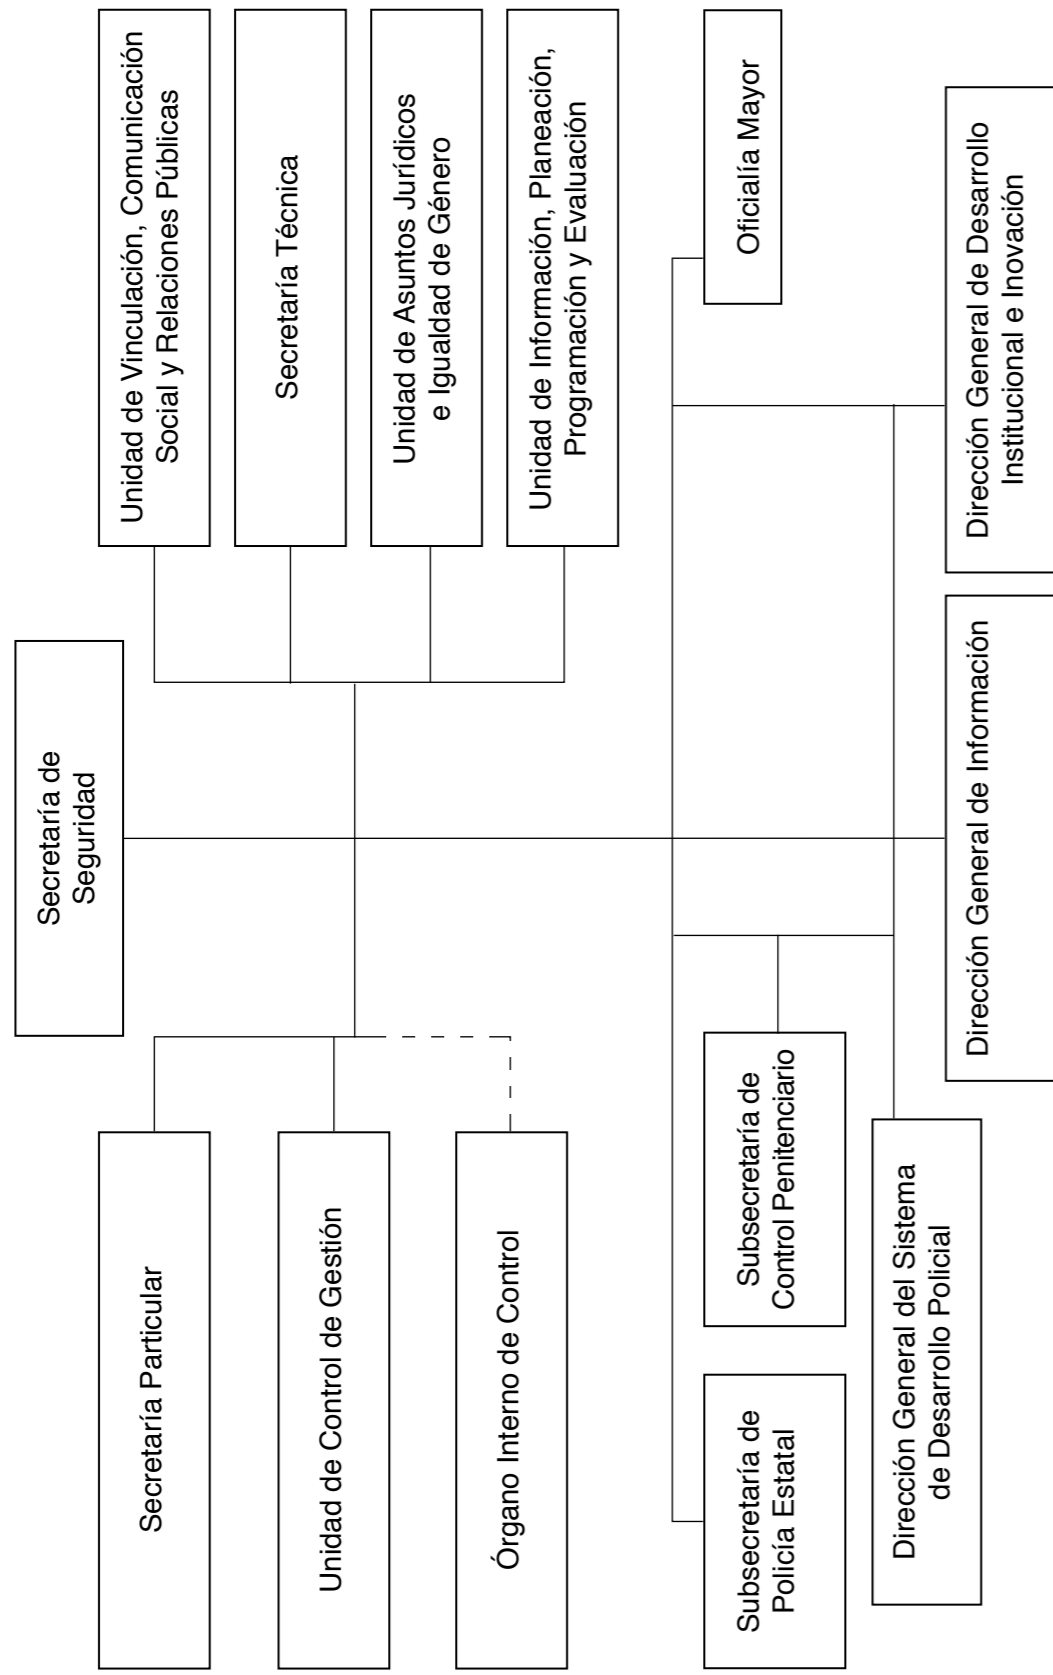 Secretaría de
Seguridad
Secretaría Particular
Unidad de Control de Gestión
Órgano Interno de Control
Unidad de Vinculación, Comunicación
Social y Relaciones Públicas
Secretaría Técnica
Unidad de Asuntos Jurídicos
e Igualdad de Género
Unidad de Información, Planeación,
Programación y Evaluación
Subsecretaría de
Policía Estatal
Subsecretaría de
Control Penitenciario
Oficialía Mayor
Dirección General del Sistema
de Desarrollo Policial
Dirección General de Información
Dirección General de Desarrollo
Institucional e Inovación